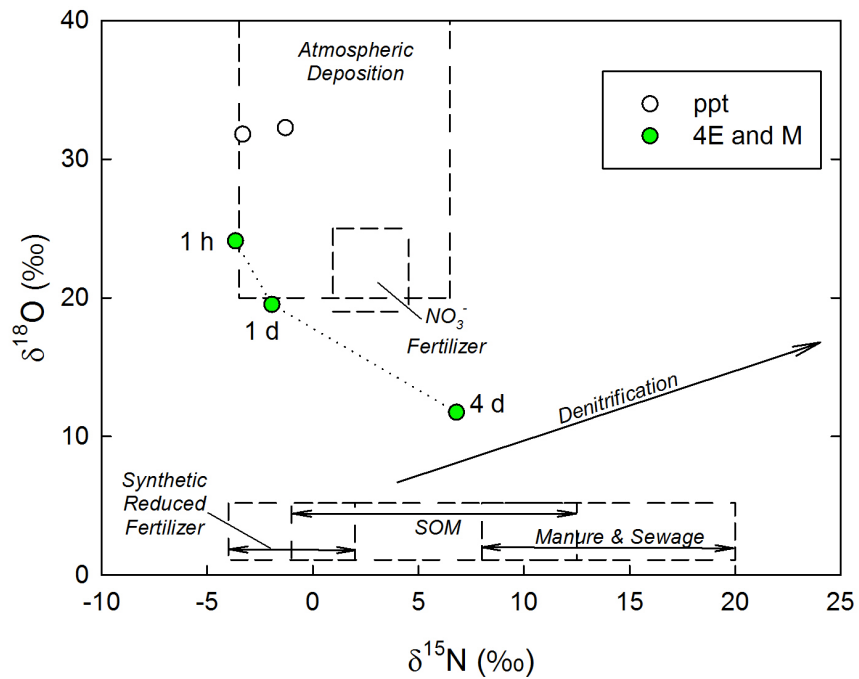 40
30
20
10
0
δ18O (‰)
Atmospheric
Deposition
ppt
4E and M
1 h
1 d
4 d
NO3-
Fertilizer
Denitrification
Synthetic
Reduced
Fertilizer
SOM
Manure & Sewage
-10 -5 0 5 10 15 20 25
δ15N (‰)